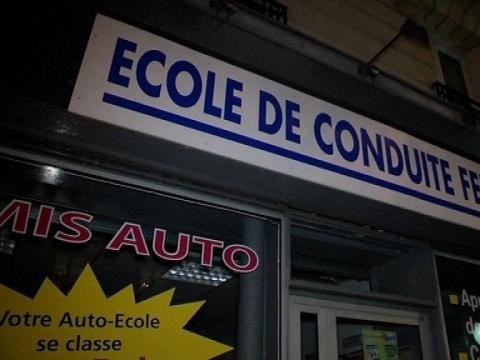 ECOLE DE CONDUITE FE
MIS AUTO
Votre Auto-Ecole
se classe